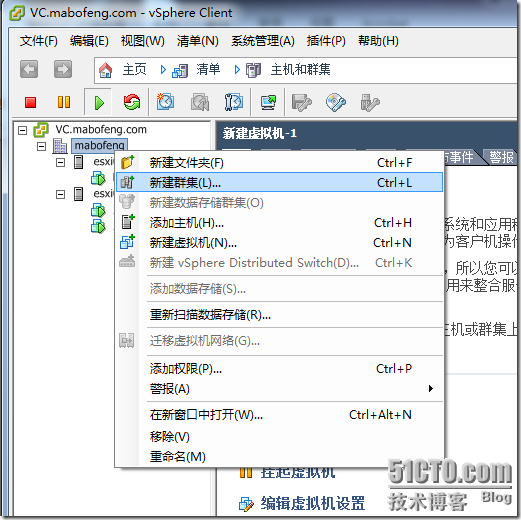 VC.mabofeng.com - vSphere Client
文件(F) 编辑(E) 视图(W) 清单(N) 系统管理(A) 插件(P) 帮助(H)
主页 清单 主机和群集
VC.mabofeng.com
新建虚拟机-1
mabofeng
事件 警报
esxi
新建文件夹(F) Ctrl+F
新建群集(L)... Ctrl+L
esxi
新建数据存储群集(O)
添加主机(H)... Ctrl+H
系统和应用程
新建虚拟机(N)... Ctrl+N
为客户机操作
新建 vSphere Distributed Switch(D)... Ctrl+K
，所以您可以
添加数据存储(S)...
用来整合服务
重新扫描数据存储(R)...
主机或群集上
迁移虚拟机网络(G)...
添加权限(P)... Ctrl+P
警报(A)
在新窗口中打开(W)... Ctrl+Alt+N
移除(V)
重命名(M)
挂起虚拟机
编辑虚拟机设置
51CTO.com
技术博客 Blog